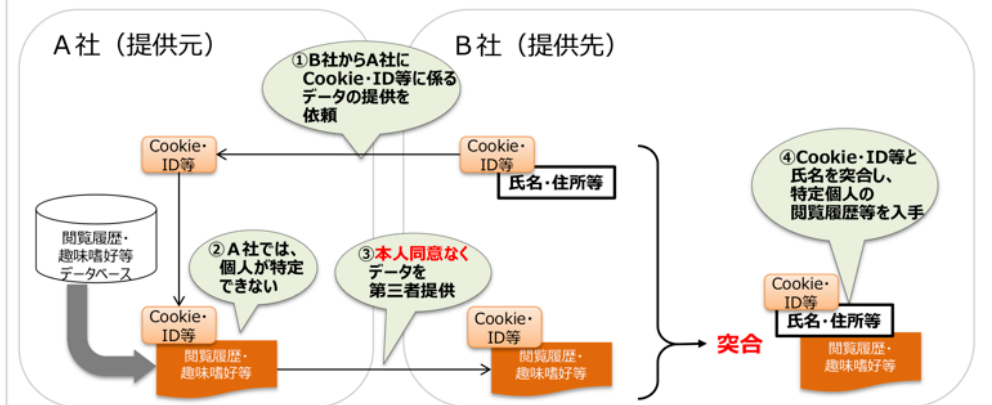 A社（提供元）
B社（提供先）
①B社からA社に
Cookie・ID等に係る
データの提供を
依頼
Cookie・
ID等
Cookie・
ID等
氏名・住所等
④Cookie・ID等と
氏名を突合し、
特定個人の
閲覧履歴等を入手
閲覧履歴・
趣味嗜好等
データベース
②A社では、
個人が特定
できない
③本人同意なく
データを
第三者提供
Cookie・
ID等
閲覧履歴・
趣味嗜好等
Cookie・
ID等
閲覧履歴・
趣味嗜好等
突合
Cookie・
ID等
氏名・住所等
閲覧履歴・
趣味嗜好等